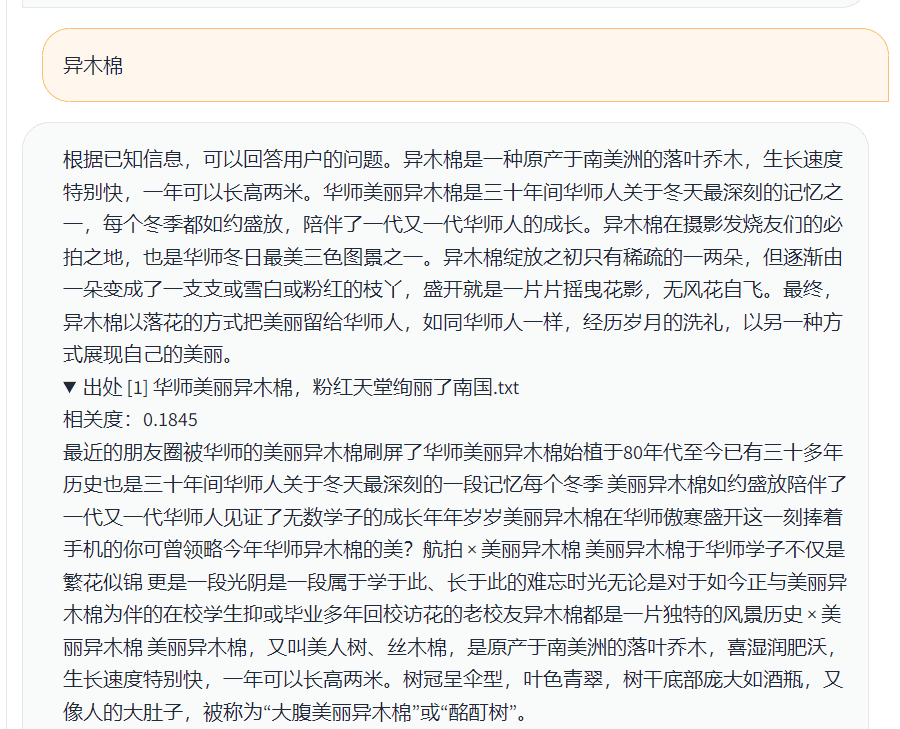 异木棉
根据已知信息，可以回答用户的问题。异木棉是一种原产于南美洲的落叶乔木，生长速度
特别快，一年可以长高两米。华师美丽异木棉是三十年间华师人关于冬天最深刻的记忆之
一，每个冬季都如约盛放，陪伴了一代又一代华师人的成长。异木棉在摄影发烧友们的必
拍之地，也是华师冬日最美三色图景之一。异木棉绽放之初只有稀疏的一两朵，但逐渐由
一朵变成了一支支或雪白或粉红的枝丫，盛开就是一片片摇曳花影，无风花自飞。最终，
异木棉以落花的方式把美丽留给华师人，如同华师人一样，经历岁月的洗礼，以另一种方
式展现自己的美丽。
▼ 出处 [1] 华师美丽异木棉，粉红天堂绚丽了南国.txt
相关度：0.1845
最近的朋友圈被华师的美丽异木棉刷屏了华师美丽异木棉始植于80年代至今已有三十多年
历史也是三十年间华师人关于冬天最深刻的一段记忆每个冬季 美丽异木棉如约盛放陪伴了
一代又一代华师人见证了无数学子的成长年年岁岁美丽异木棉在华师傲寒盛开这一刻捧着
手机的你可曾领略今年华师异木棉的美？航拍 × 美丽异木棉 美丽异木棉于华师学子不仅是
繁花似锦 更是一段光阴是一段属于学于此、长于此的难忘时光无论是对于如今正与美丽异
木棉为伴的在校学生抑或毕业多年回校访花的老校友异木棉都是一片独特的风景历史 × 美
丽异木棉 美丽异木棉，又叫美人树、丝木棉，是原产于南美洲的落叶乔木，喜湿润肥沃，
生长速度特别快，一年可以长高两米。树冠呈伞型，叶色青翠，树干底部庞大如酒瓶，又
像人的大肚子，被称为“大腹美丽异木棉”或“酩酊树”。